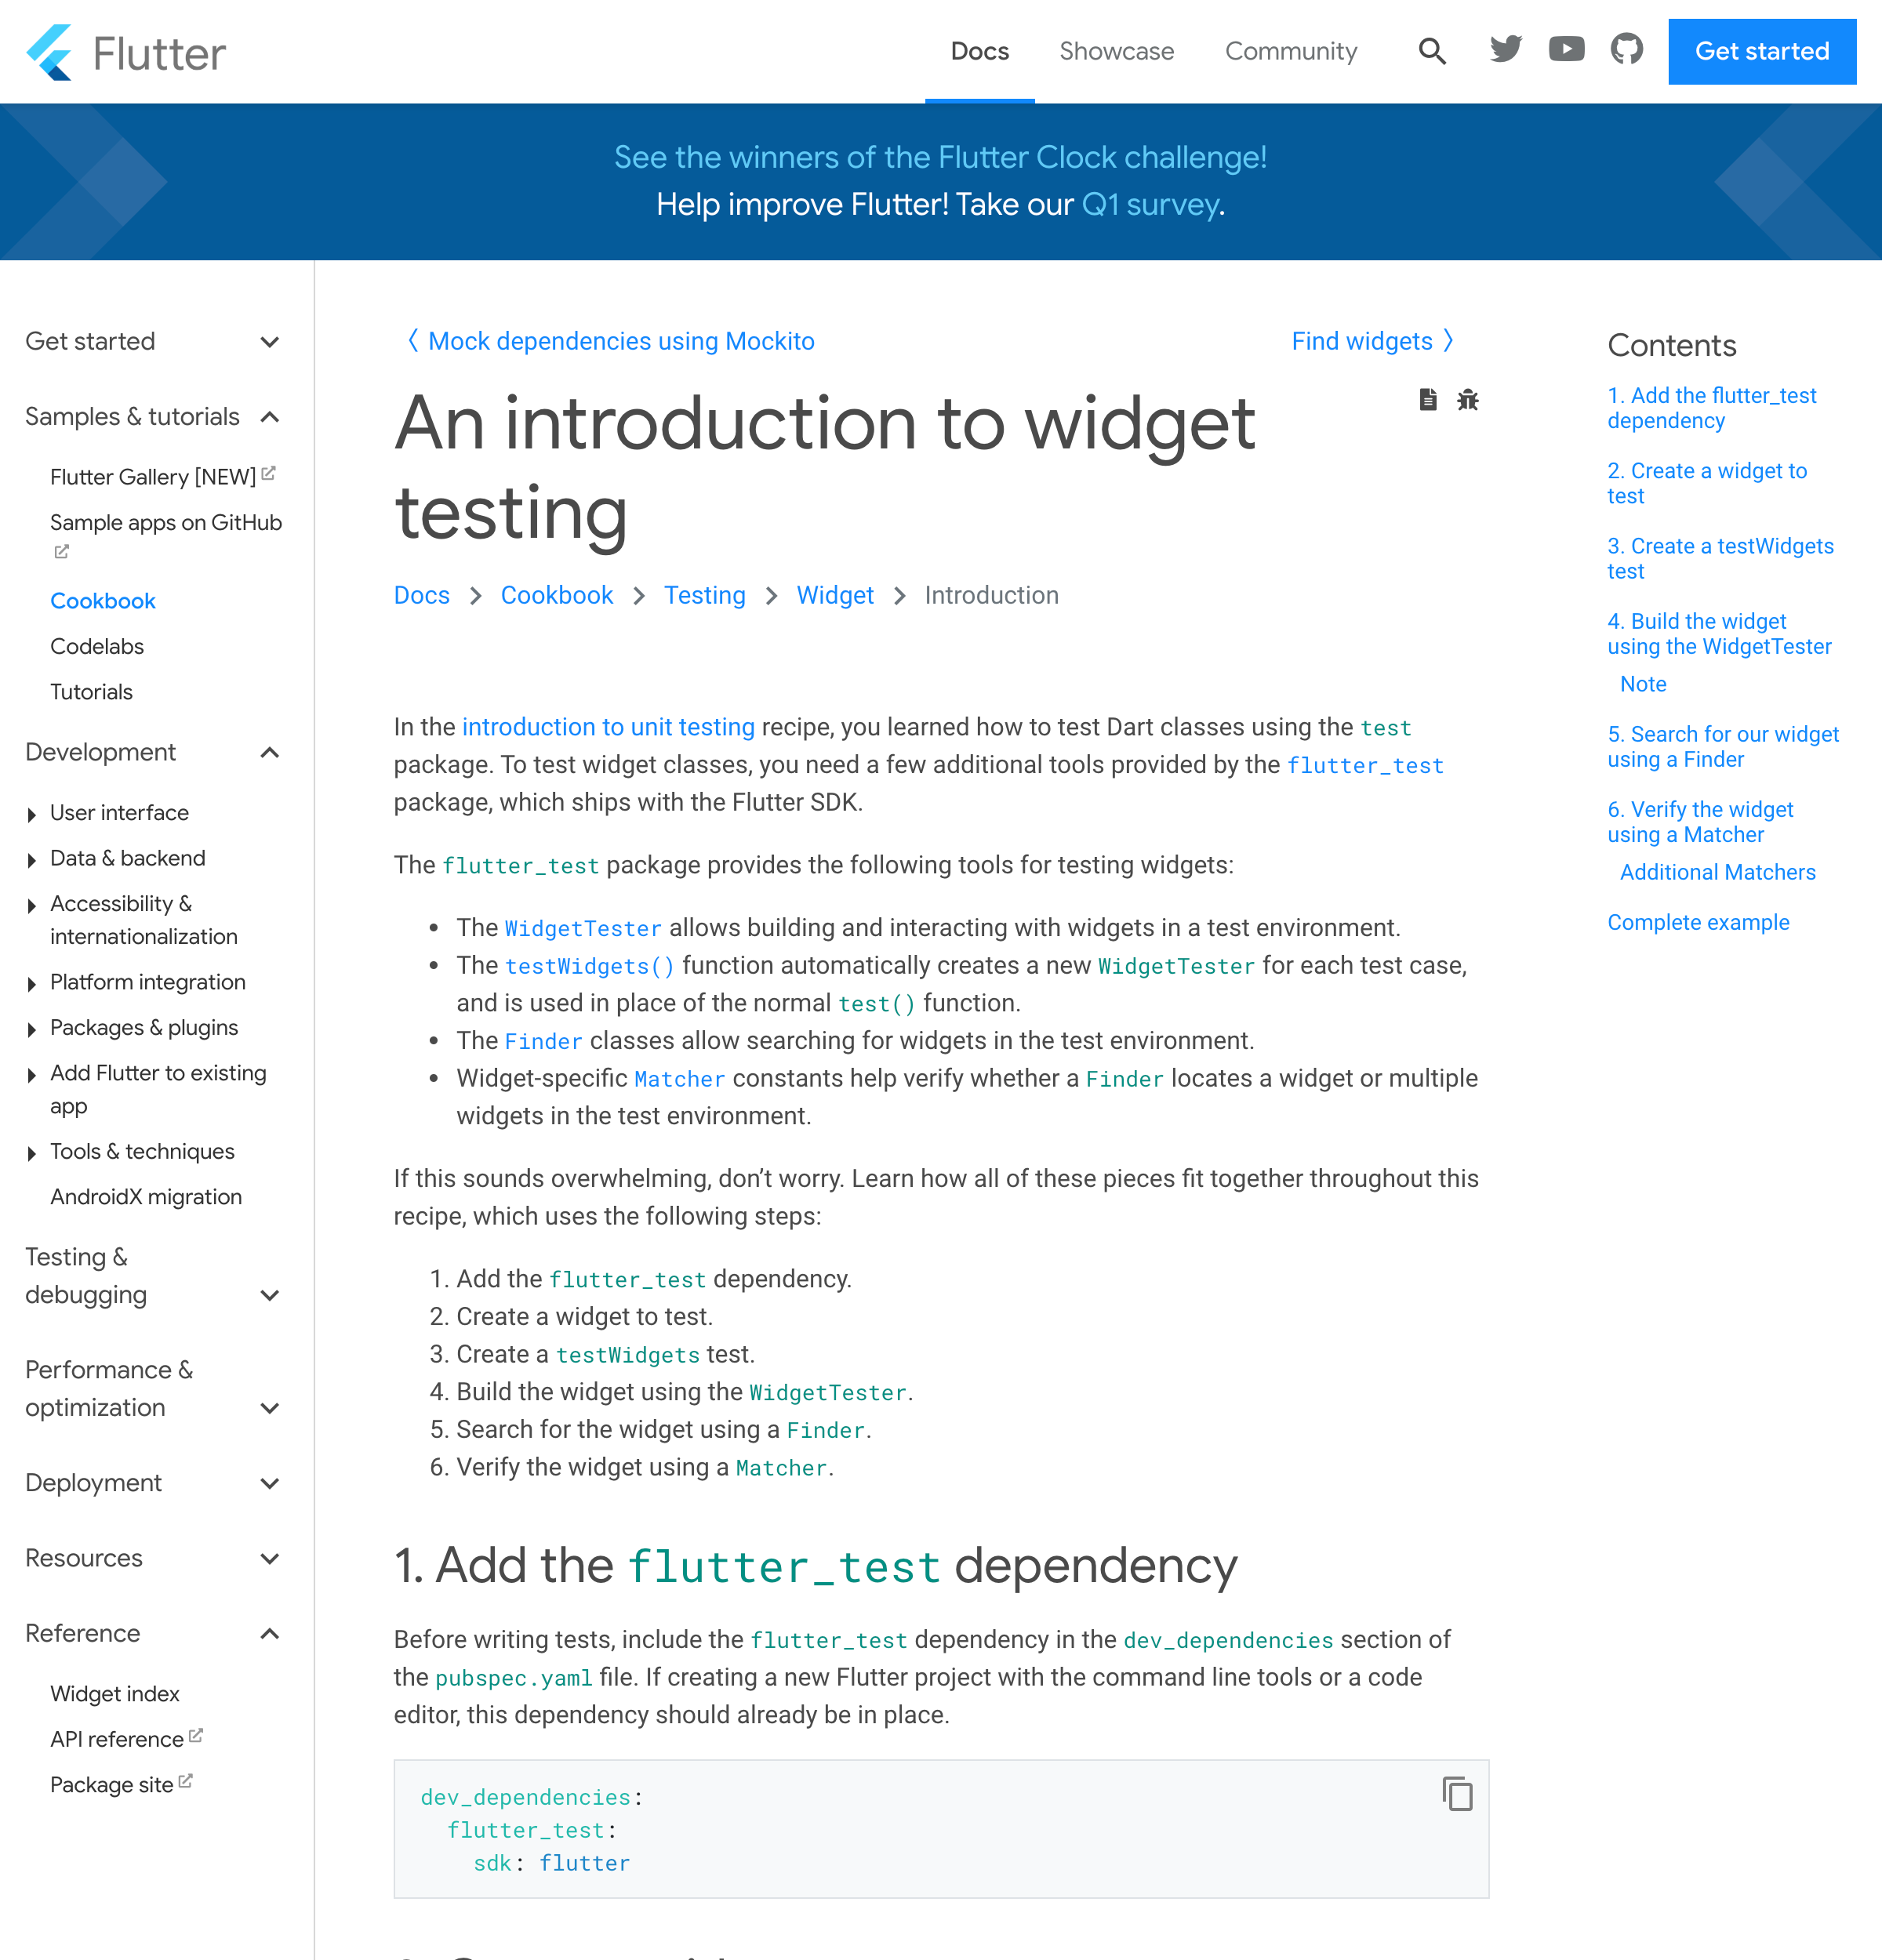 Flutter
Docs
Showcase
Community
Get started
See the winners of the Flutter Clock challenge!
Help improve Flutter! Take our Q1 survey.
Get started
Samples & tutorials
Flutter Gallery [NEW]
Sample apps on GitHub
Cookbook
Codelabs
Tutorials
Development
User interface
Data & backend
Accessibility &
internationalization
Platform integration
Packages & plugins
Add Flutter to existing
app
Tools & techniques
AndroidX migration
Testing &
debugging
Performance &
optimization
Deployment
Resources
Reference
Widget index
API reference
Package site
〈 Mock dependencies using Mockito
Find widgets 〉
An introduction to widget
testing
Docs > Cookbook > Testing > Widget > Introduction
In the introduction to unit testing recipe, you learned how to test Dart classes using the test
package. To test widget classes, you need a few additional tools provided by the flutter_test
package, which ships with the Flutter SDK.
The flutter_test package provides the following tools for testing widgets:
• The WidgetTester allows building and interacting with widgets in a test environment.
• The testWidgets() function automatically creates a new WidgetTester for each test case,
and is used in place of the normal test() function.
• The Finder classes allow searching for widgets in the test environment.
• Widget-specific Matcher constants help verify whether a Finder locates a widget or multiple
widgets in the test environment.
If this sounds overwhelming, don’t worry. Learn how all of these pieces fit together throughout this
recipe, which uses the following steps:
1. Add the flutter_test dependency.
2. Create a widget to test.
3. Create a testWidgets test.
4. Build the widget using the WidgetTester.
5. Search for the widget using a Finder.
6. Verify the widget using a Matcher.
1. Add the flutter_test dependency
Before writing tests, include the flutter_test dependency in the dev_dependencies section of
the pubspec.yaml file. If creating a new Flutter project with the command line tools or a code
editor, this dependency should already be in place.
dev_dependencies:
flutter_test:
sdk: flutter
Contents
1. Add the flutter_test
dependency
2. Create a widget to
test
3. Create a testWidgets
test
4. Build the widget
using the WidgetTester
Note
5. Search for our widget
using a Finder
6. Verify the widget
using a Matcher
Additional Matchers
Complete example